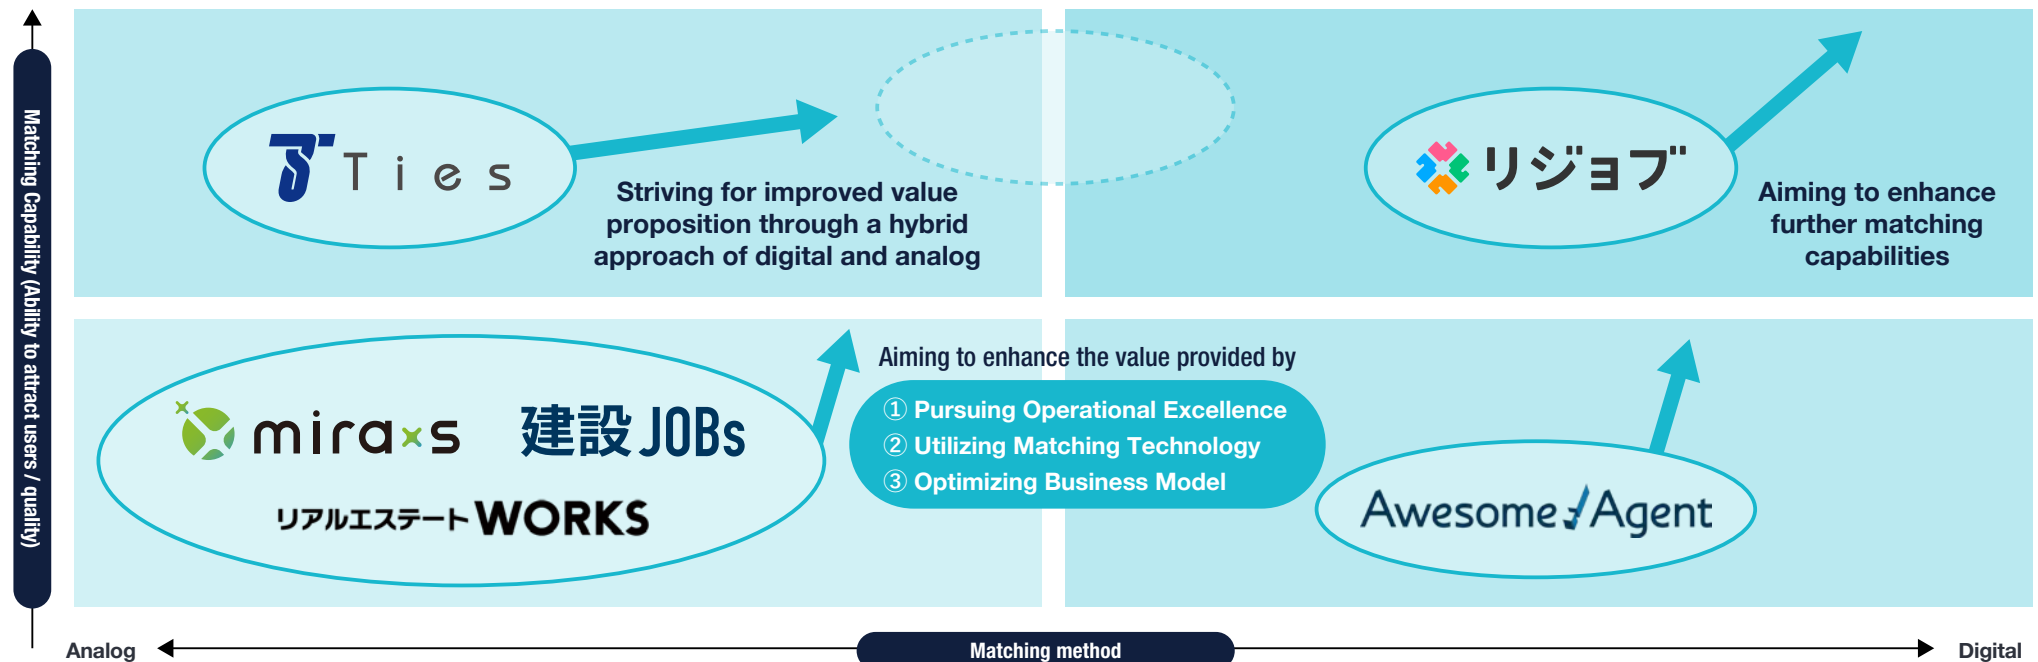 Matching Capability (Ability to attract users / quality)
Ties
Striving for improved value
proposition through a hybrid
approach of digital and analog
リジョブ
Aiming to enhance
further matching
capabilities
miraxs
建設JOBs
リアルエステートWORKS
Aiming to enhance the value provided by
① Pursuing Operational Excellence
② Utilizing Matching Technology
③ Optimizing Business Model
Awesome Agent
Analog
Matching method
Digital